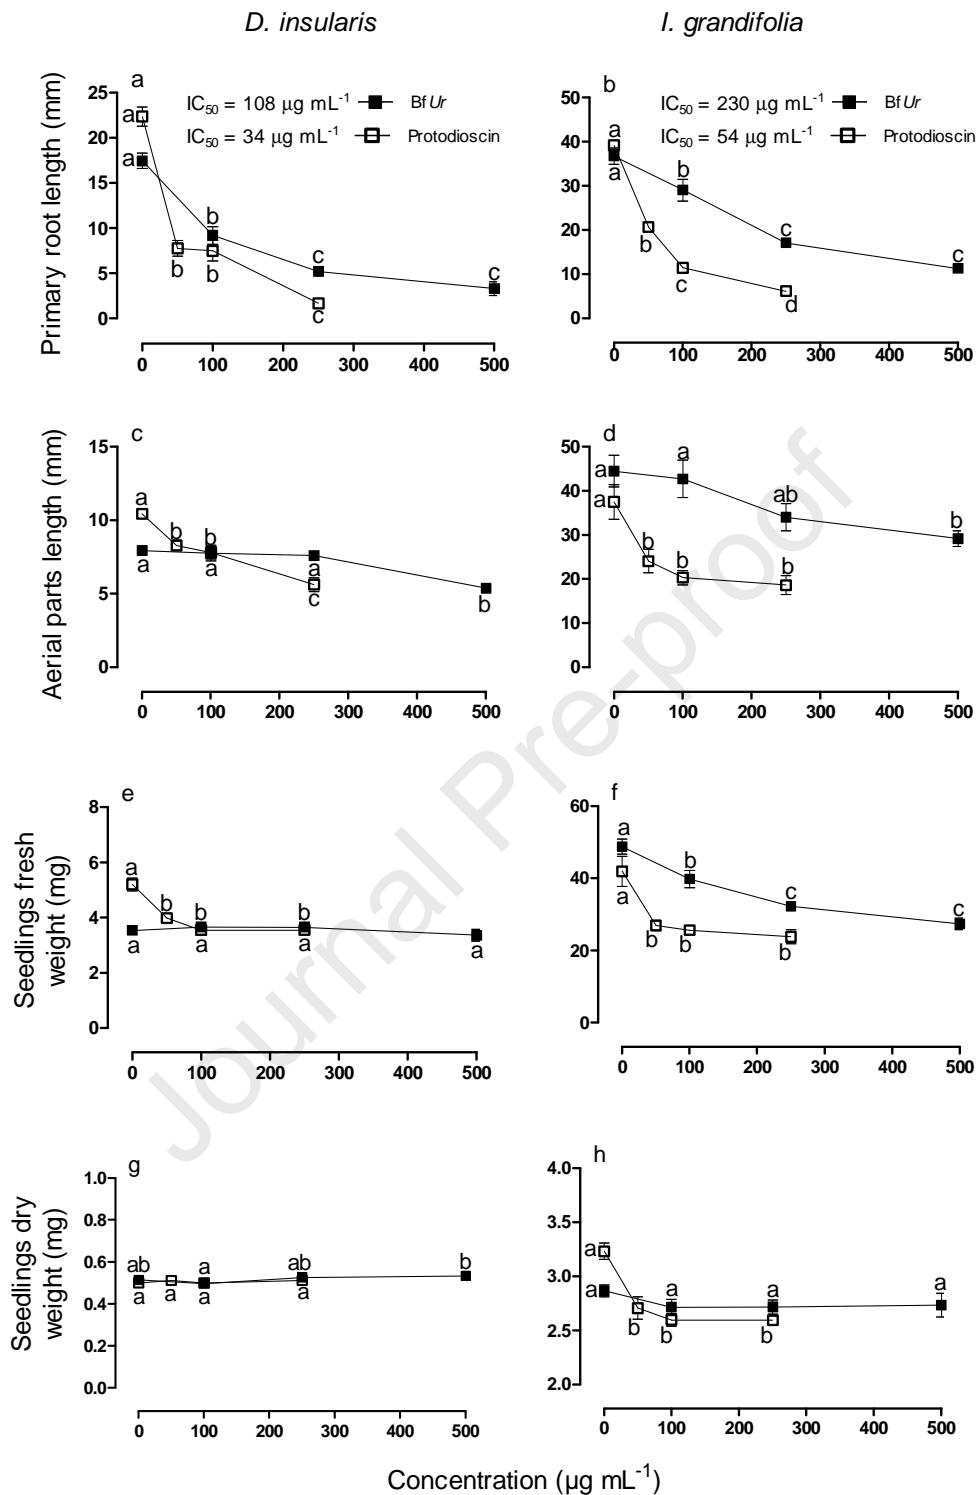 D. insularis
I. grandifolia
a
IC50 = 108 µg mL-1
BfUr
IC50 = 34 µg mL-1
Protodioscin
Primary root length (mm)
25
20
15
10
5
0
a
a
b
b
b
c
c
c
0 100 200 300 400 500
b
IC50 = 230 µg mL-1
BfUr
IC50 = 54 µg mL-1
Protodioscin
50
40
30
20
10
0
a
a
b
b
c
c
d
c
0 100 200 300 400 500
c
Aerial parts length (mm)
15
10
5
0
a
b
b
a
a
a
c
b
0 100 200 300 400 500
d
50
40
30
20
10
0
a
a
a
ab
b
b
b
b
0 100 200 300 400 500
e
Seedlings fresh
weight (mg)
8
6
4
2
0
a
b
b
b
a
a
a
a
0 100 200 300 400 500
f
60
40
20
0
a
b
c
c
a
b
b
b
0 100 200 300 400 500
g
Seedlings dry
weight (mg)
1.0
0.8
0.6
0.4
0.2
0.0
ab
a
ab
b
a
a
a
a
0 100 200 300 400 500
h
4.0
3.5
3.0
2.5
2.0
a
a
a
a
a
b
b
b
0 100 200 300 400 500
Concentration (µg mL-1)
Journal Pre-proof